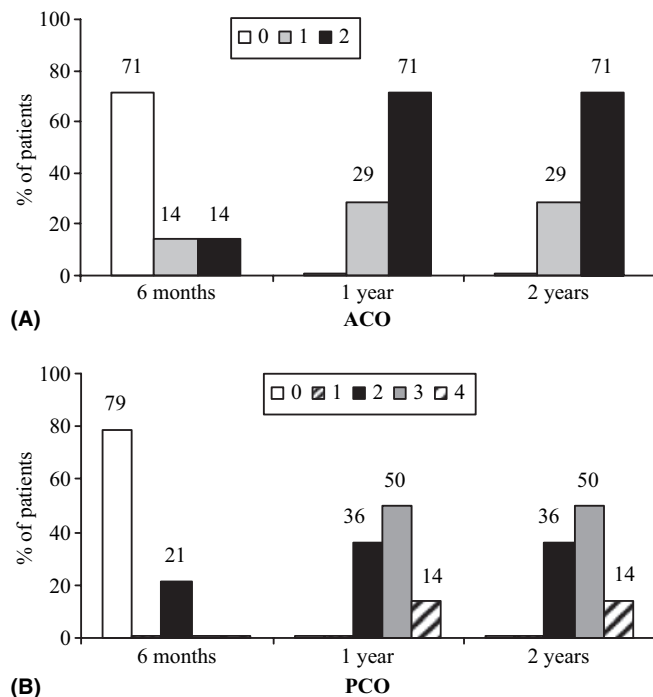 100
0 1 2
80
71 71 71
60
% of patients
40
29 29
20
14 14
0
6 months 1 year 2 years
(A) ACO
100
0 1 2 3 4
80
79
60
50 50
% of patients
40
36 36
21
20
14 14
0
6 months 1 year 2 years
(B) PCO